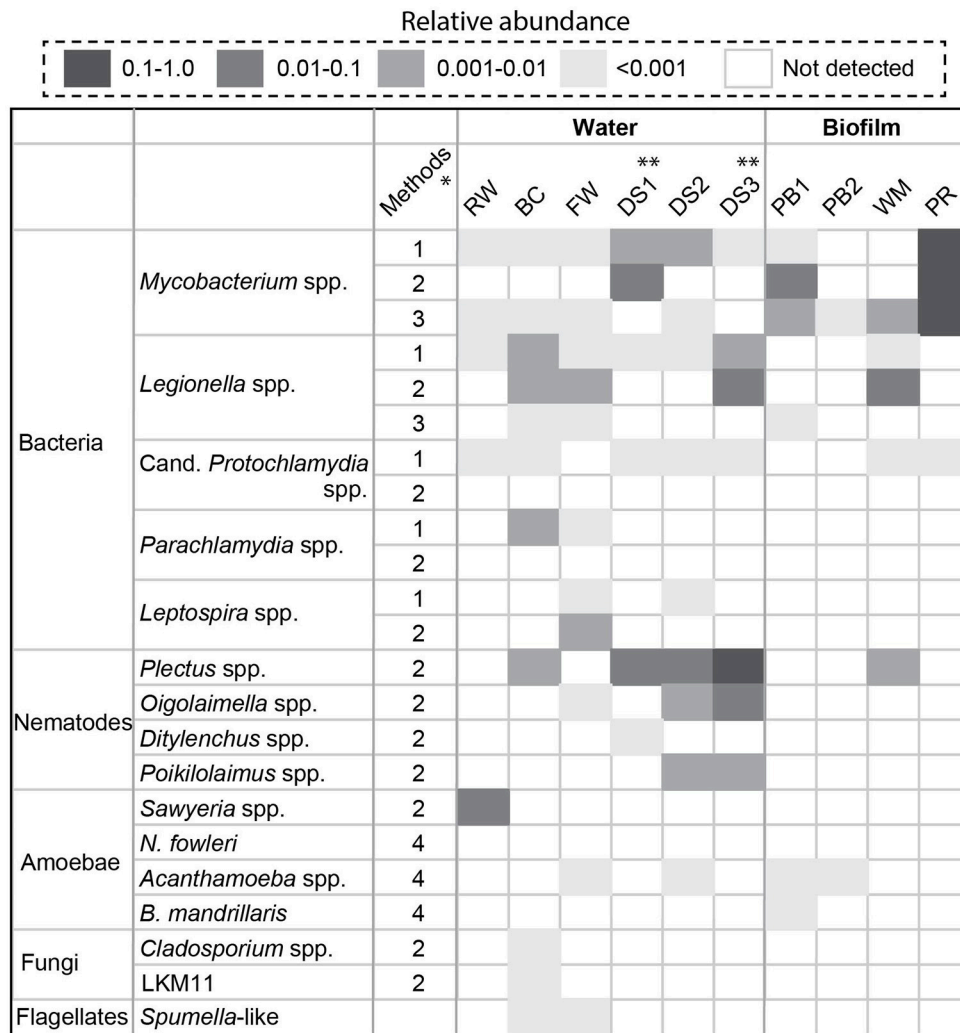 Relative abundance
0.1-1.0 0.01-0.1 0.001-0.01 <0.001 Not detected
Water Biofilm
Methods * RW BC FW DS1 ** DS2 DS3 ** PB1 PB2 WM PR
Bacteria
Mycobacterium spp.
1
2
3
Legionella spp.
1
2
3
Cand. Protochlamydia
spp.
1
2
Parachlamydia spp.
1
2
Leptospira spp.
1
2
Nematodes
Plectus spp. 2
Oigolaimella spp. 2
Ditylenchus spp. 2
Poikilolaimus spp. 2
Amoebae
Sawyeria spp. 2
N. fowleri 4
Acanthamoeba spp. 4
B. mandrillaris 4
Fungi
Cladosporium spp. 2
LKM11 2
Flagellates Spumella-like